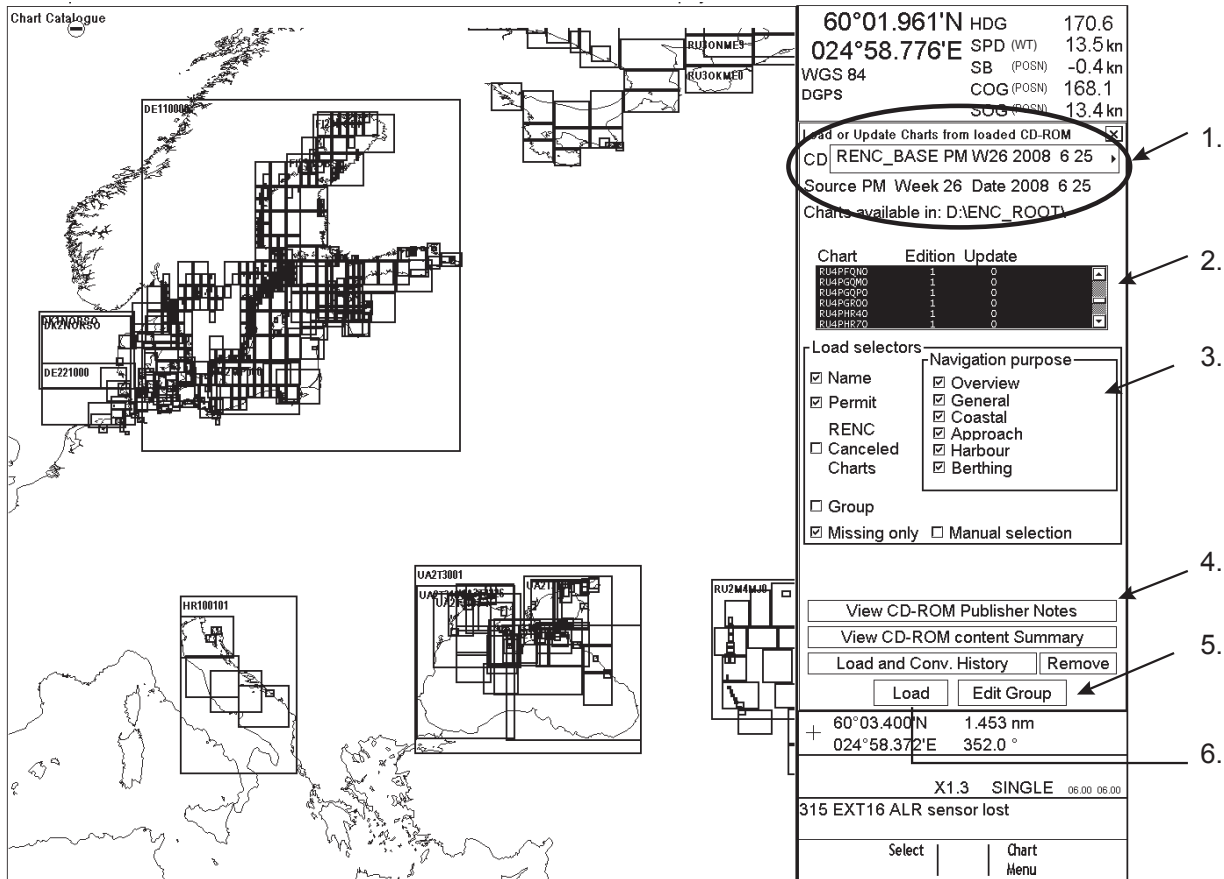 Chart Catalogue
RU3ONME9
RU3OKME0
DE110000
DK2NORSO
DE221000
HR100101
UA2T3001
RU2M4MJ0
60°01.961'N HDG 170.6
024°58.776'E SPD (WT) 13.5 kn
WGS 84 SB (POSN) -0.4 kn
DGPS COG (POSN) 168.1
SOG (POSN) 13.4 kn
Load or Update Charts from loaded CD-ROM
1.
CD RENC_BASE PM W26 2008 6 25
Source PM Week 26 Date 2008 6 25
Charts available in: D:\ENC_ROOT\
Chart Edition Update
2.
RU4PFQN0 1 0
RU4PGQM0 1 0
RU4PGQP0 1 0
RU4PGRO0 1 0
RU4PHR40 1 0
RU4PHR70 1 0
Load selectors
Navigation purpose
3.
Name
Permit
RENC
Canceled
Charts
Overview
General
Coastal
Approach
Harbour
Berthing
Group
Missing only Manual selection
4.
View CD-ROM Publisher Notes
View CD-ROM content Summary
5.
Load and Conv. History Remove
Load Edit Group
60°03.400'N 1.453 nm
024°58.372'E 352.0 °
6.
X1.3 SINGLE 06.00 06.00
315 EXT16 ALR sensor lost
Select Chart
Menu